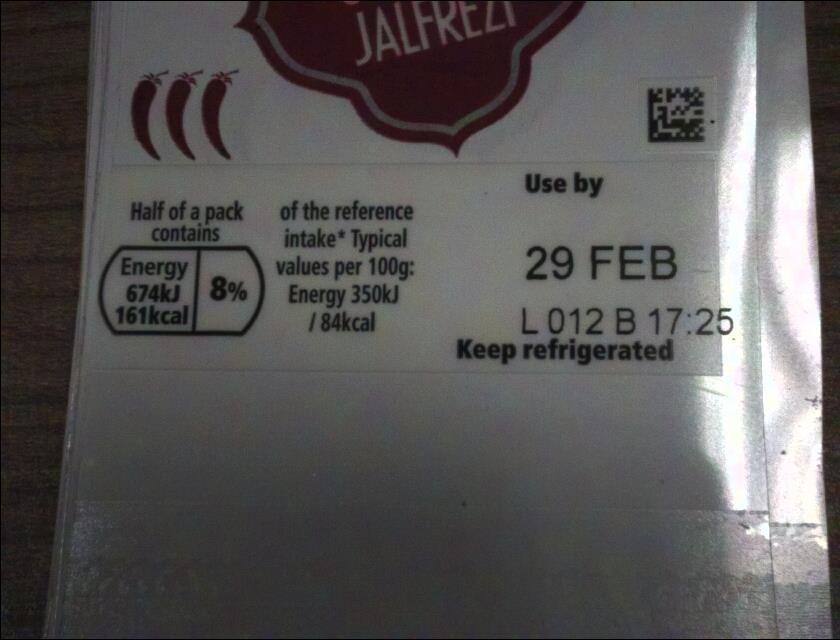 JALFREZI
Use by
Half of a pack
contains
Energy
674kJ
161kcal
8%
of the reference
intake* Typical
values per 100g:
Energy 350kJ
/ 84kcal
29 FEB
L 012 B 17:25
Keep refrigerated